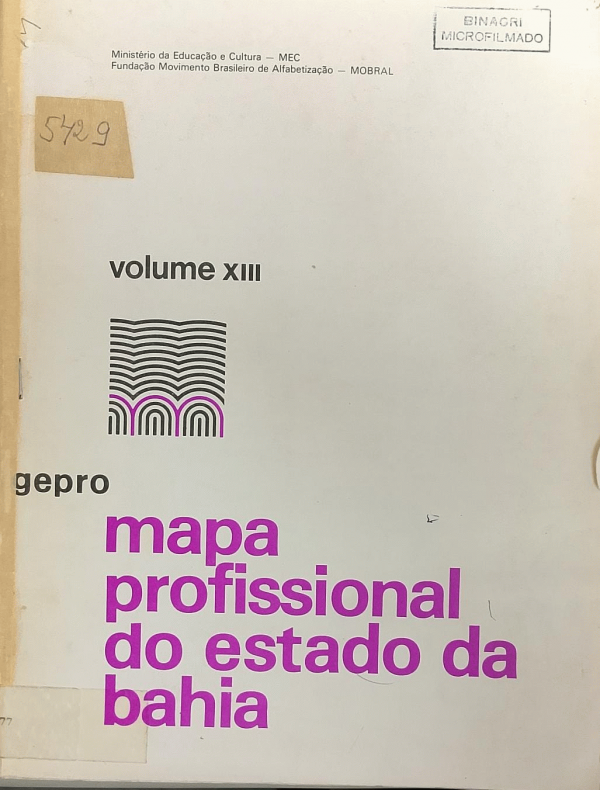 BINAGRI
MICROFILMADO
Ministério da Educação e Cultura — MEC
Fundação Movimento Brasileiro de Alfabetização — MOBRAL
5429
volume XIII
gepro
mapa
profissional
do estado da
bahia
77